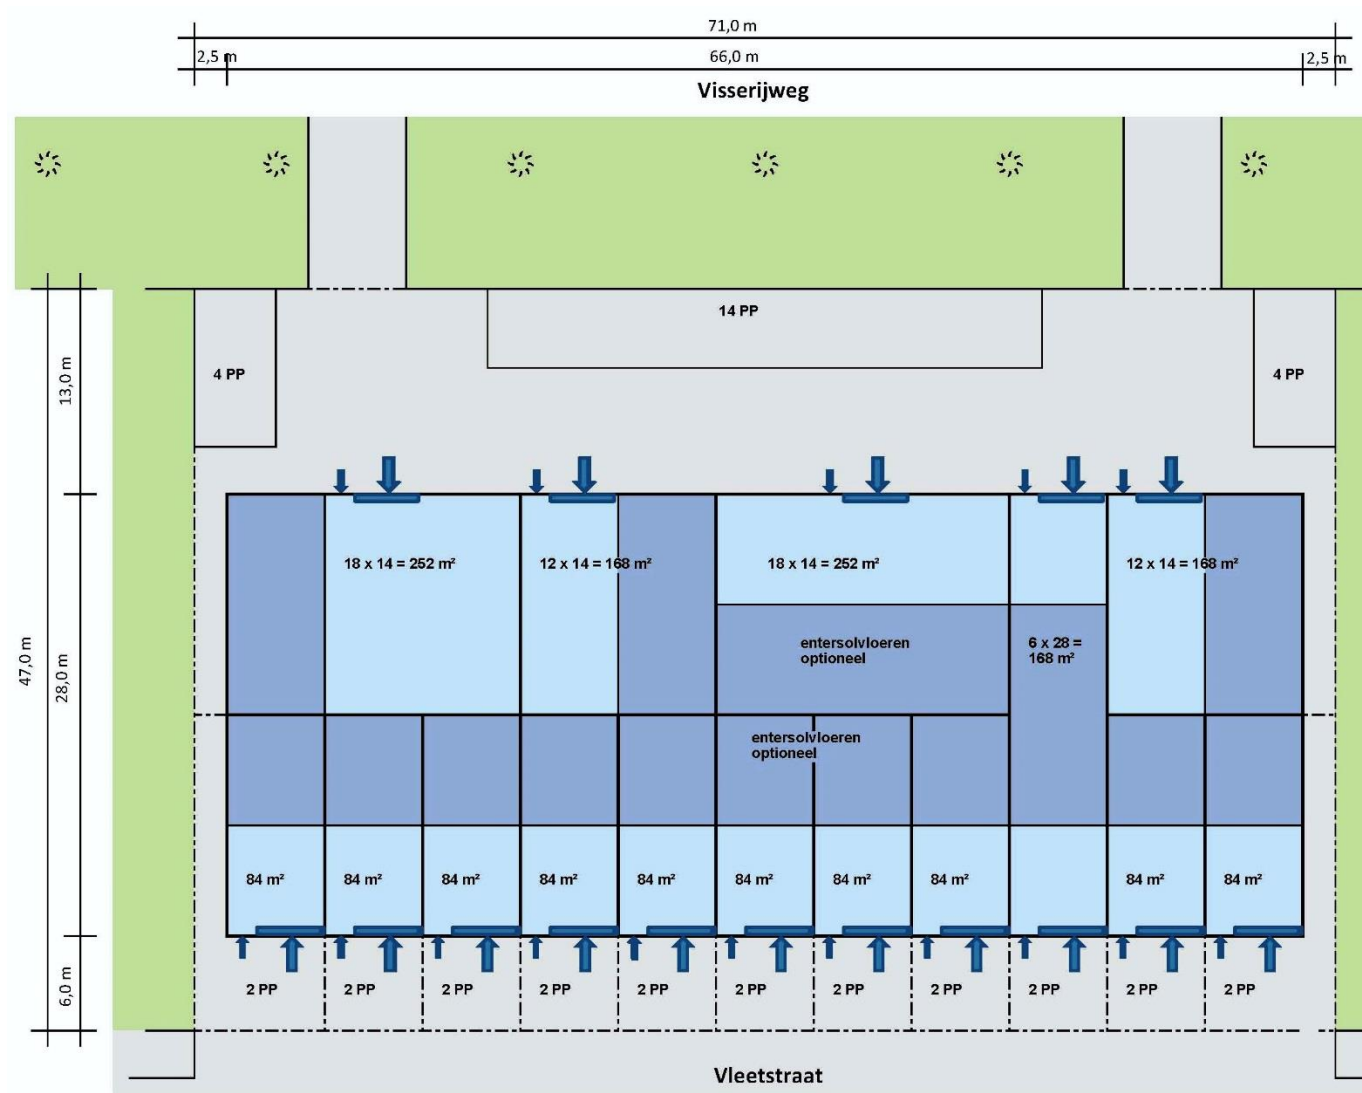 71,0 m
2,5 m
66,0 m
2,5 m
Visserijweg
14 PP
4 PP
4 PP
13,0 m
18 x 14 = 252 m²
12 x 14 = 168 m²
18 x 14 = 252 m²
12 x 14 = 168 m²
entersolvloeren
optioneel
6 x 28 =
168 m²
47,0 m
28,0 m
entersolvloeren
optioneel
84 m²
84 m²
84 m²
84 m²
84 m²
84 m²
84 m²
84 m²
84 m²
84 m²
6,0 m
2 PP
2 PP
2 PP
2 PP
2 PP
2 PP
2 PP
2 PP
2 PP
2 PP
2 PP
Vleetstraat